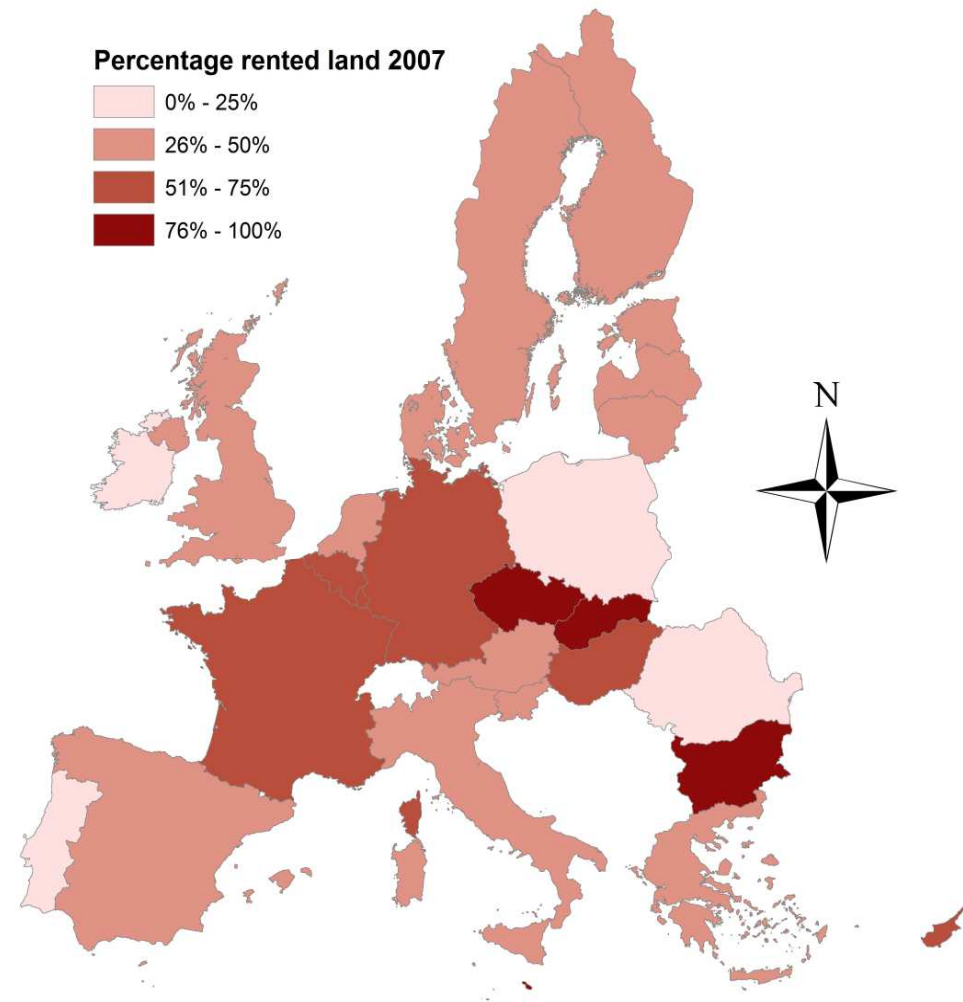 Percentage rented land 2007
0% - 25%
26% - 50%
51% - 75%
76% - 100%
N